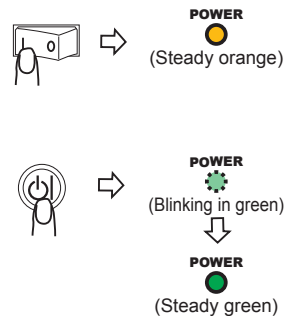 POWER
(Steady orange)
POWER
(Blinking in green)
POWER
(Steady green)